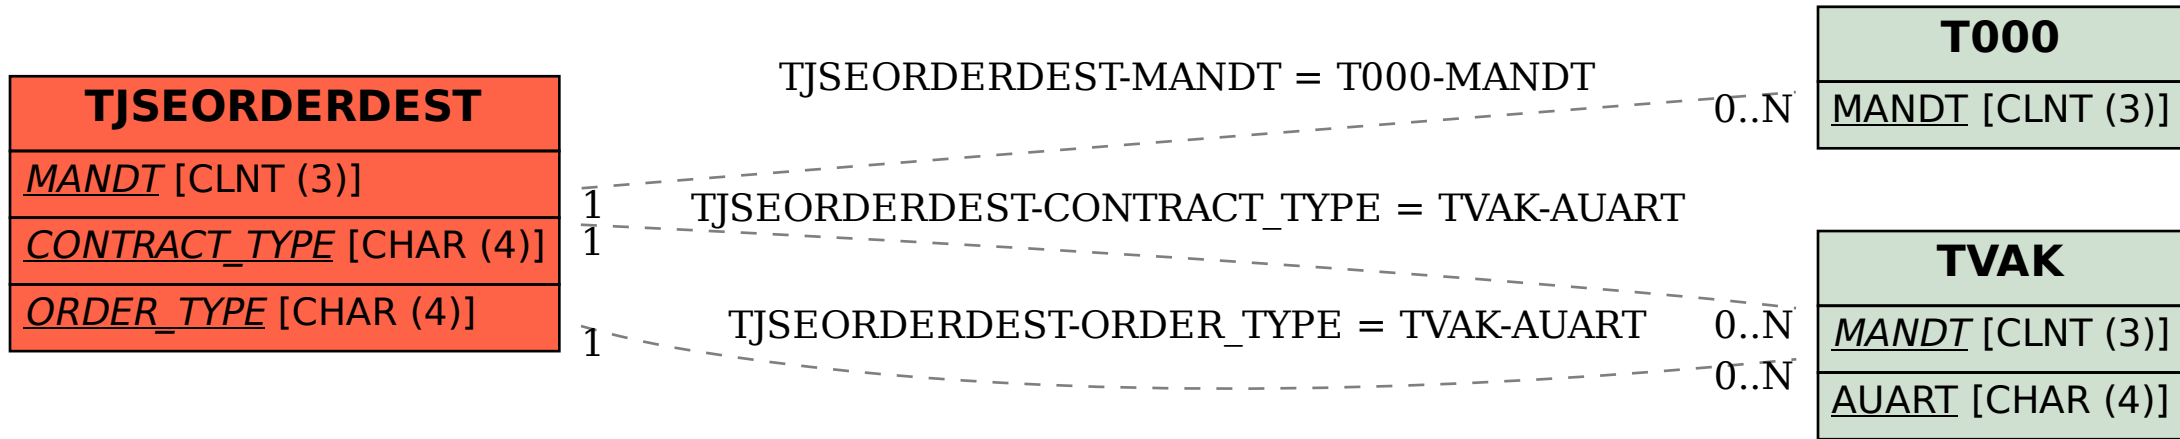 TJSEORDERDEST
MANDT [CLNT (3)]
CONTRACT_TYPE [CHAR (4)]
ORDER_TYPE [CHAR (4)]
TJSEORDERDEST-MANDT = T000-MANDT
1
0..N
TJSEORDERDEST-CONTRACT_TYPE = TVAK-AUART
1
0..N
TJSEORDERDEST-ORDER_TYPE = TVAK-AUART
1
0..N
T000
MANDT [CLNT (3)]
TVAK
MANDT [CLNT (3)]
AUART [CHAR (4)]